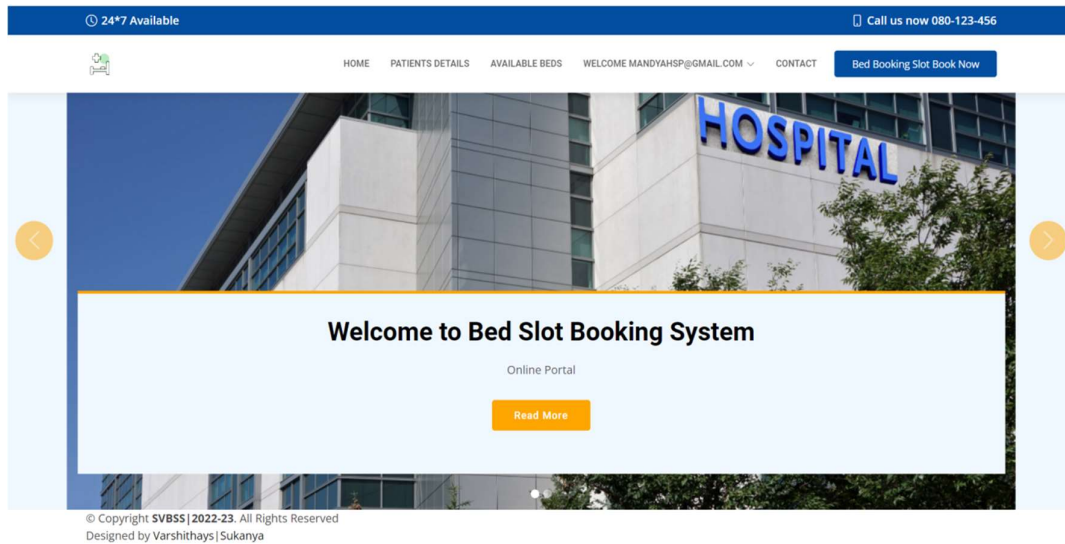 24*7 Available
Call us now 080-123-456
HOME PATIENTS DETAILS AVAILABLE BEDS WELCOME MANDYAHSP@GMAIL.COM CONTACT Bed Booking Slot Book Now
HOSPITAL
Welcome to Bed Slot Booking System
Online Portal
Read More
© Copyright SVBSS|2022-23. All Rights Reserved
Designed by Varshithays|Sukanya